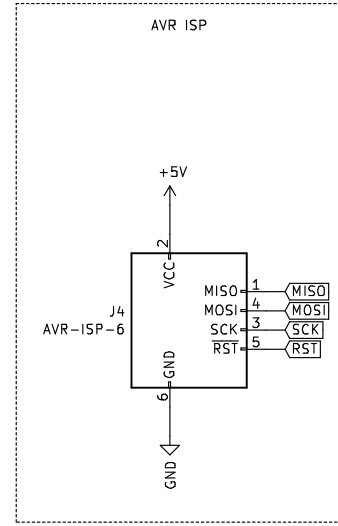 AVR ISP
+5V
2
VCC
J4
AVR-ISP-6
MISO 1 MISO
MOSI 4 MOSI
SCK 3 SCK
RST 5 RST
GND
6
GND